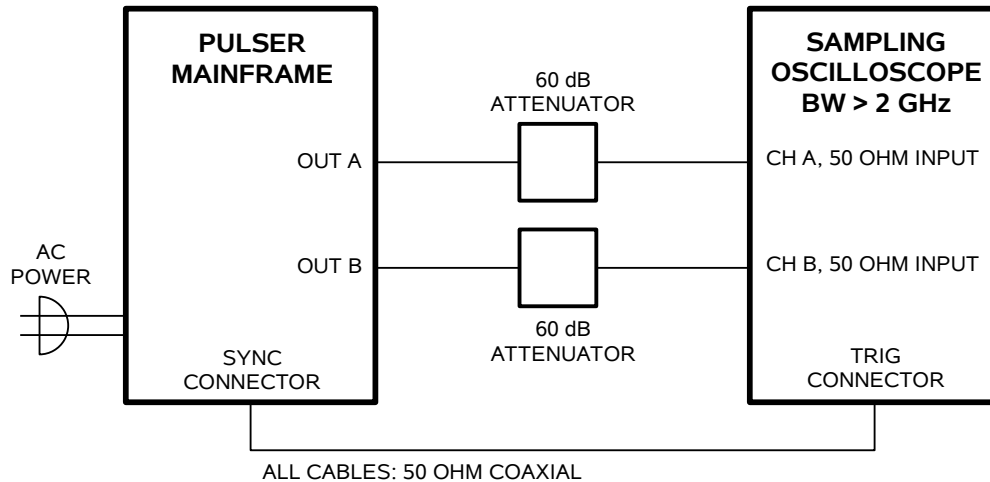 PULSER
MAINFRAME
OUT A
OUT B
SYNC
CONNECTOR
AC
POWER
60 dB
ATTENUATOR
60 dB
ATTENUATOR
SAMPLING
OSCILLOSCOPE
BW > 2 GHz
CH A, 50 OHM INPUT
CH B, 50 OHM INPUT
TRIG
CONNECTOR
ALL CABLES: 50 OHM COAXIAL